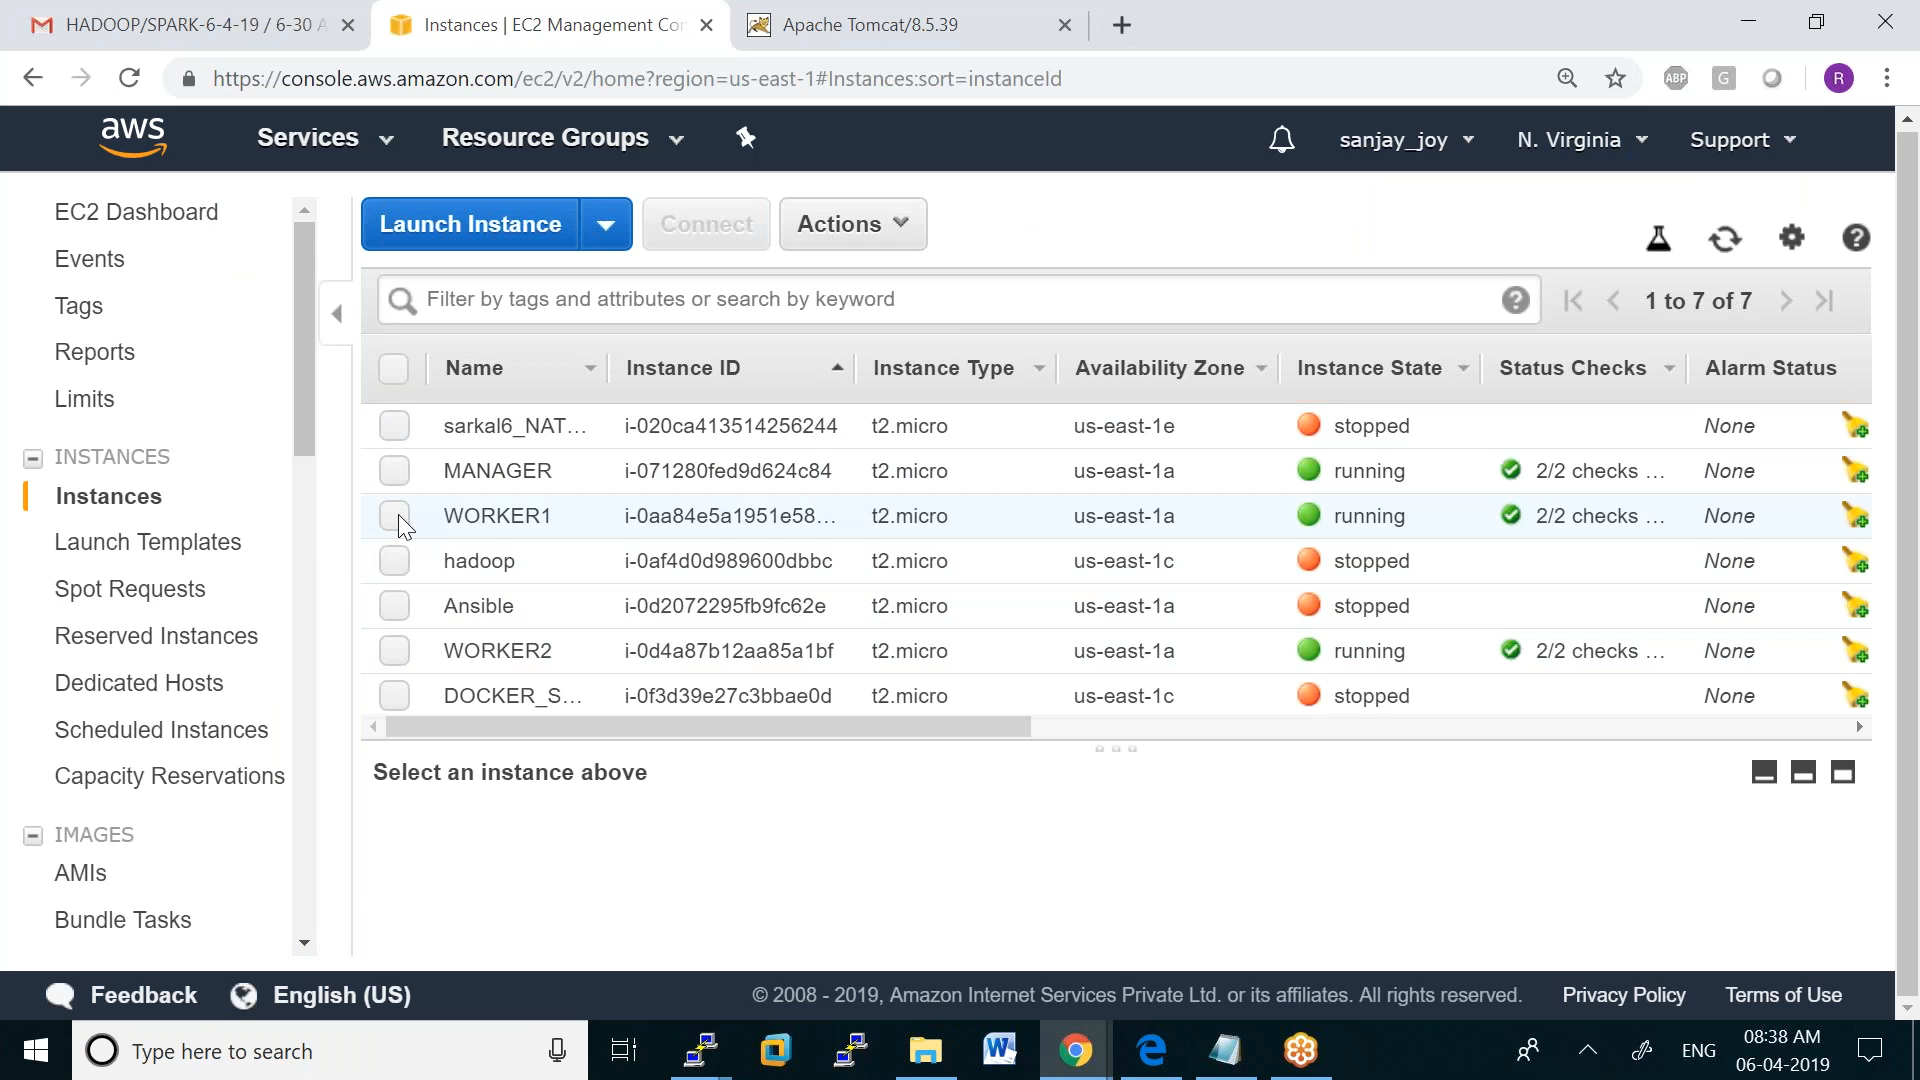 HADOOP/SPARK-6-4-19 / 6-30 A
Instances | EC2 Management Con
Apache Tomcat/8.5.39
https://console.aws.amazon.com/ec2/v2/home?region=us-east-1#Instances:sort=instanceId
ABP
G
R
aws
Services
Resource Groups
sanjay_joy
N. Virginia
Support
EC2 Dashboard
Events
Tags
Reports
Limits
INSTANCES
Instances
Launch Templates
Spot Requests
Reserved Instances
Dedicated Hosts
Scheduled Instances
Capacity Reservations
IMAGES
AMIs
Bundle Tasks
Launch Instance
Connect
Actions
Filter by tags and attributes or search by keyword
1 to 7 of 7
Name Instance ID Instance Type Availability Zone Instance State Status Checks Alarm Status
sarkal6_NAT... i-020ca413514256244 t2.micro us-east-1e stopped None
MANAGER i-071280fed9d624c84 t2.micro us-east-1a running 2/2 checks ... None
WORKER1 i-0aa84e5a1951e58... t2.micro us-east-1a running 2/2 checks ... None
hadoop i-0af4d0d989600dbbc t2.micro us-east-1c stopped None
Ansible i-0d2072295fb9fc62e t2.micro us-east-1a stopped None
WORKER2 i-0d4a87b12aa85a1bf t2.micro us-east-1a running 2/2 checks ... None
DOCKER_S... i-0f3d39e27c3bbae0d t2.micro us-east-1c stopped None
Select an instance above
Feedback
English (US)
© 2008 - 2019, Amazon Internet Services Private Ltd. or its affiliates. All rights reserved.
Privacy Policy
Terms of Use
Type here to search
ENG
08:38 AM
06-04-2019